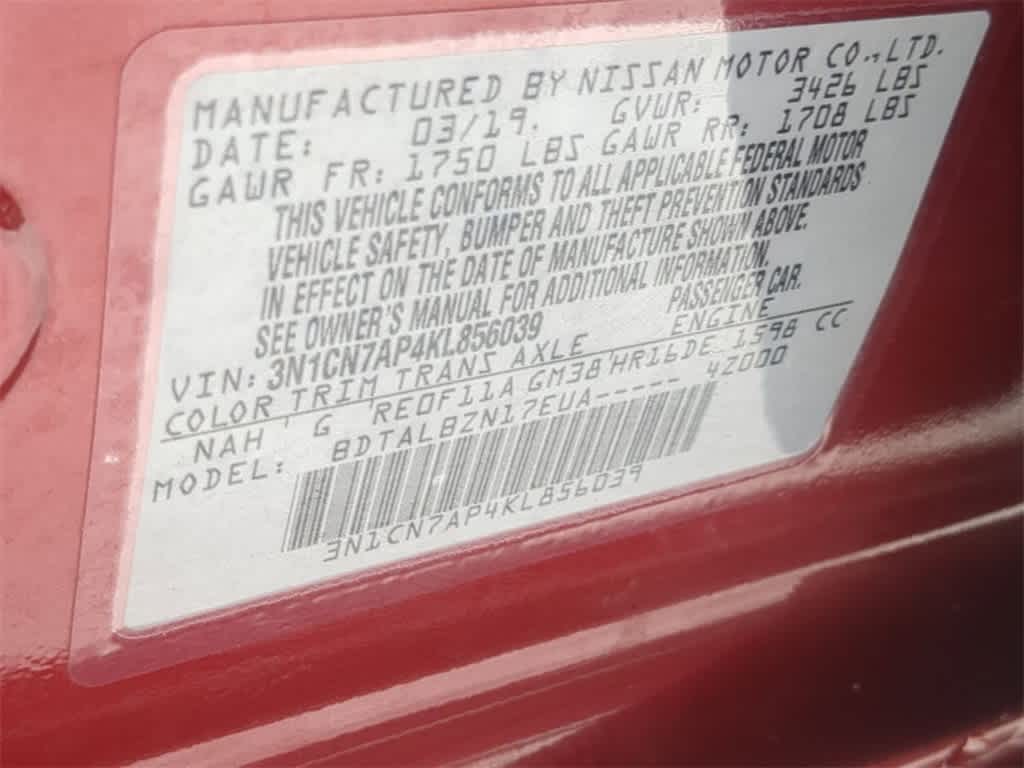 MANUFACTURED BY NISSAN MOTOR CO.,LTD.
DATE: 03/19. GVWR: 3426 LBS
GAWR FR: 1750 LBS GAWR RR: 1708 LBS
THIS VEHICLE CONFORMS TO ALL APPLICABLE FEDERAL MOTOR
VEHICLE SAFETY, BUMPER AND THEFT PREVENTION STANDARDS
IN EFFECT ON THE DATE OF MANUFACTURE SHOWN ABOVE.
SEE OWNER'S MANUAL FOR ADDITIONAL INFORMATION.
VIN: 3N1CN7AP4KL856039 PASSENGER CAR.
COLOR TRIM TRANS AXLE ENGINE
NAH G RE0F11A GM38 HR16DE 1598 CC
MODEL: BDTALBZN17EUA----- 4Z000
3N1CN7AP4KL856039